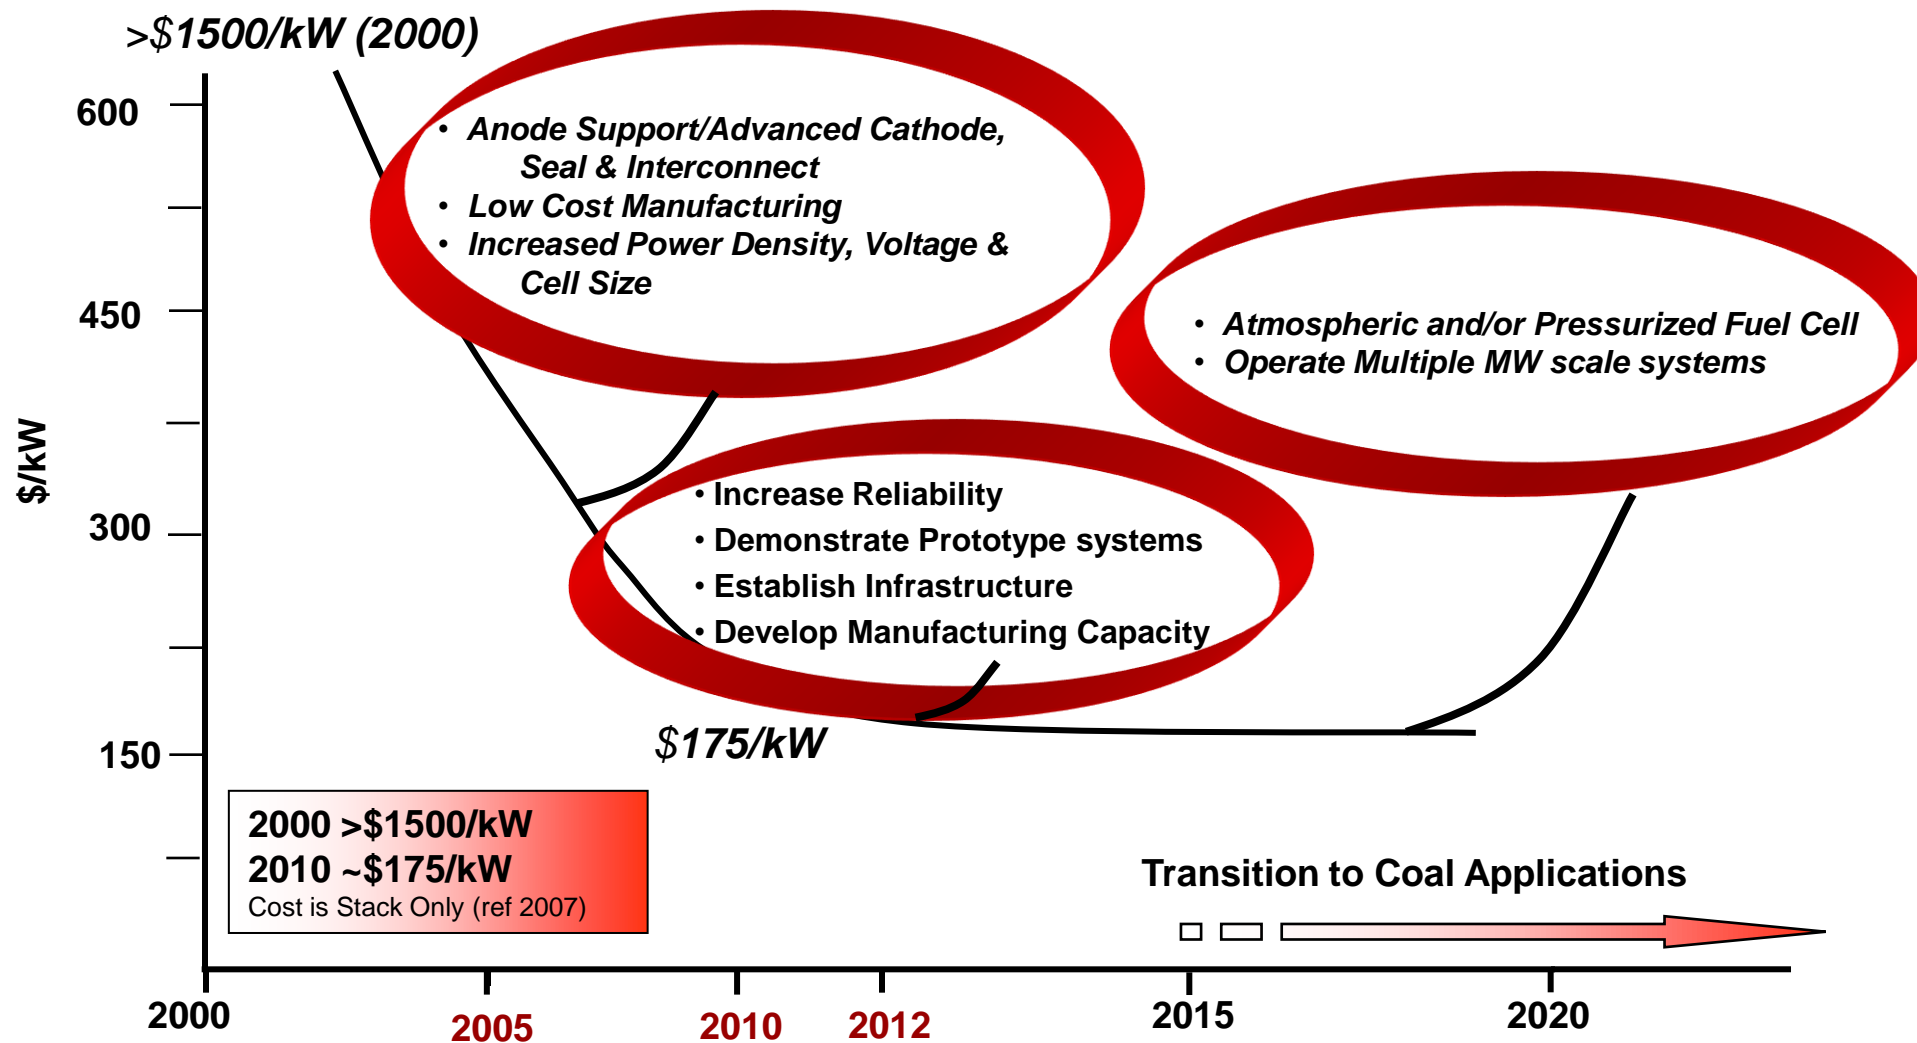 >$1500/kW (2000)
600
450
300
150
$/kW
• Anode Support/Advanced Cathode,
Seal & Interconnect
• Low Cost Manufacturing
• Increased Power Density, Voltage &
Cell Size
• Atmospheric and/or Pressurized Fuel Cell
• Operate Multiple MW scale systems
• Increase Reliability
• Demonstrate Prototype systems
• Establish Infrastructure
• Develop Manufacturing Capacity
$175/kW
2000 >$1500/kW
2010 ~$175/kW
Cost is Stack Only (ref 2007)
Transition to Coal Applications
2000
2005
2010
2012
2015
2020